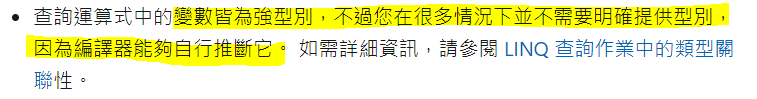 • 查詢運算式中的變數皆為強型別，不過您在很多情況下並不需要明確提供型別，
因為編譯器能夠自行推斷它。 如需詳細資訊，請參閱 LINQ 查詢作業中的類型關
聯性。